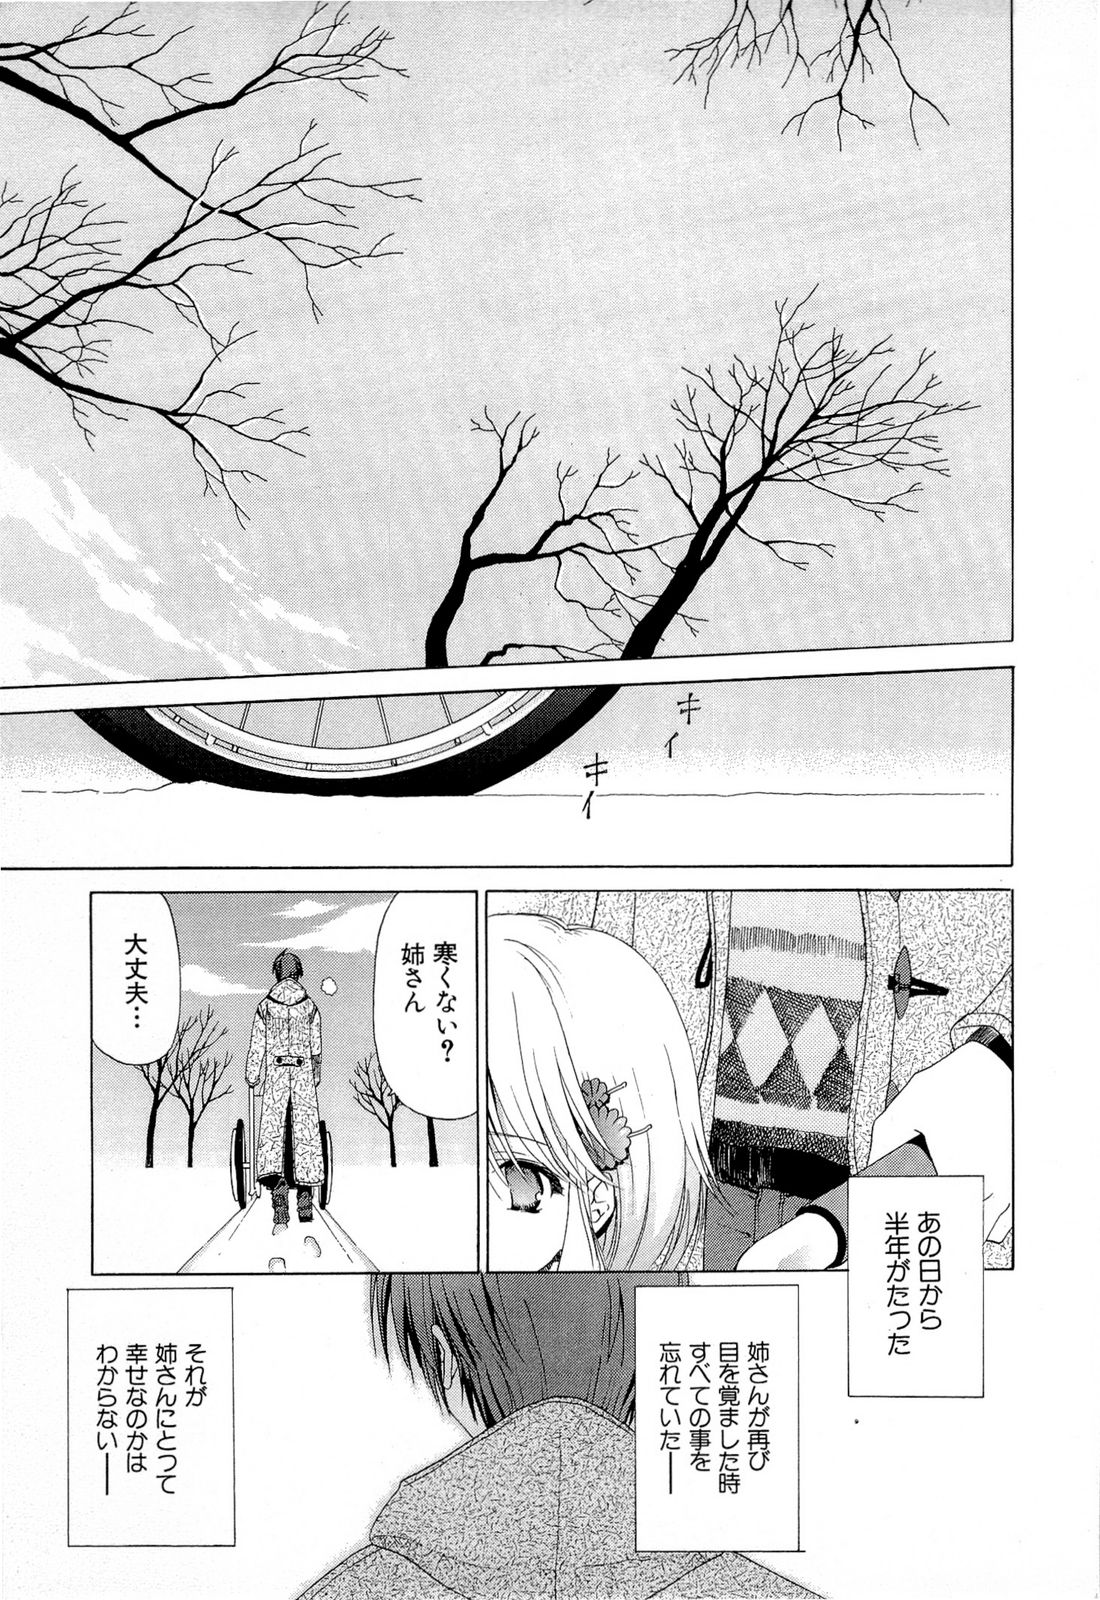 キィ
キィ
寒くない？
姉さん
大丈夫…
あの日から
半年がたった
姉さんが再び
目を覚ました時
すべての事を
忘れていた――
それが
姉さんにとって
幸せなのかは
わからない――